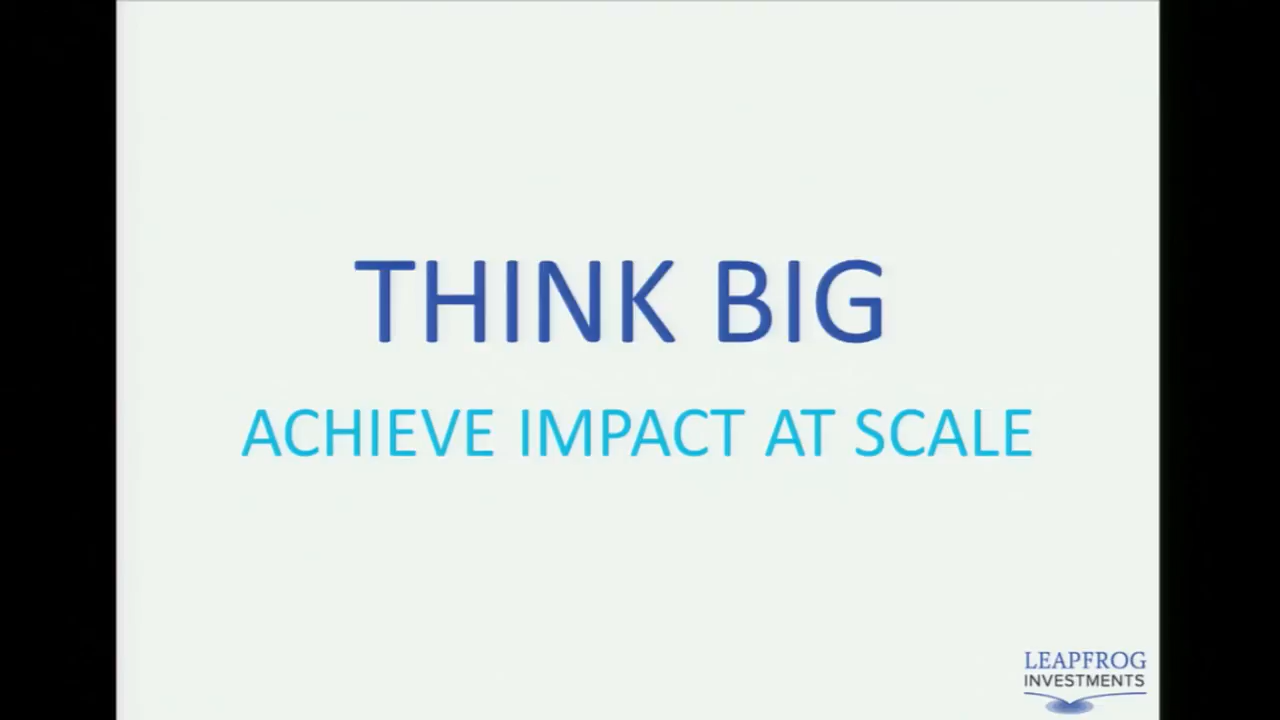 THINK BIG
ACHIEVE IMPACT AT SCALE
LEAPFROG
INVESTMENTS